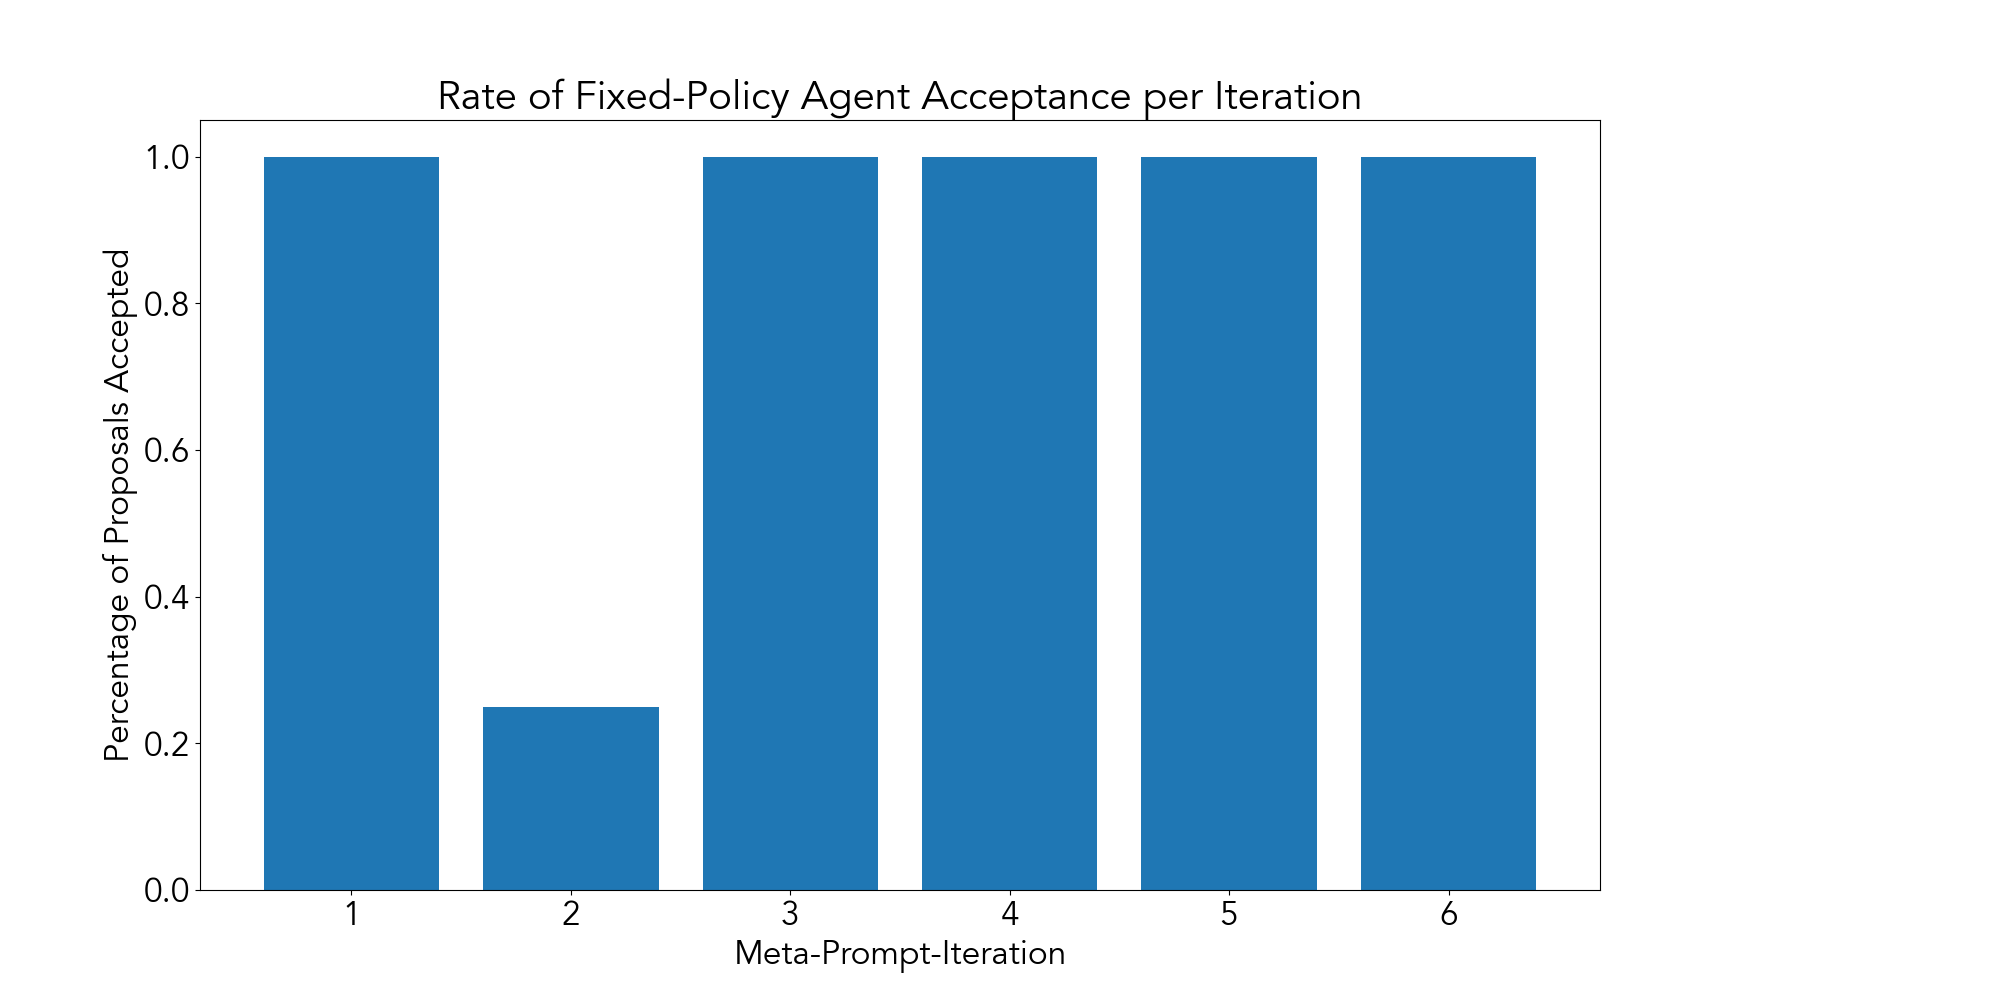 Rate of Fixed-Policy Agent Acceptance per Iteration
Percentage of Proposals Accepted
1.0
0.8
0.6
0.4
0.2
0.0
1 2 3 4 5 6
Meta-Prompt-Iteration